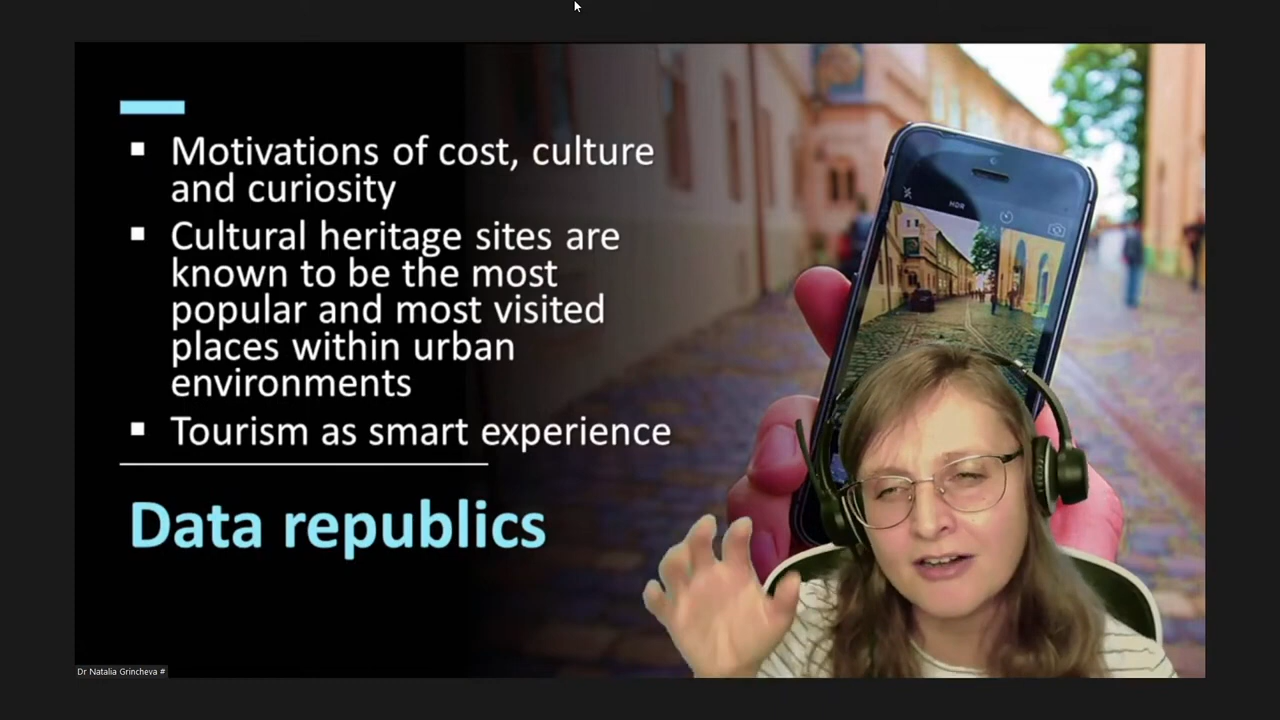 Motivations of cost, culture
and curiosity
Cultural heritage sites are
known to be the most
popular and most visited
places within urban
environments
Tourism as smart experience
Data republics
HDR
Dr Natalia Grincheva #